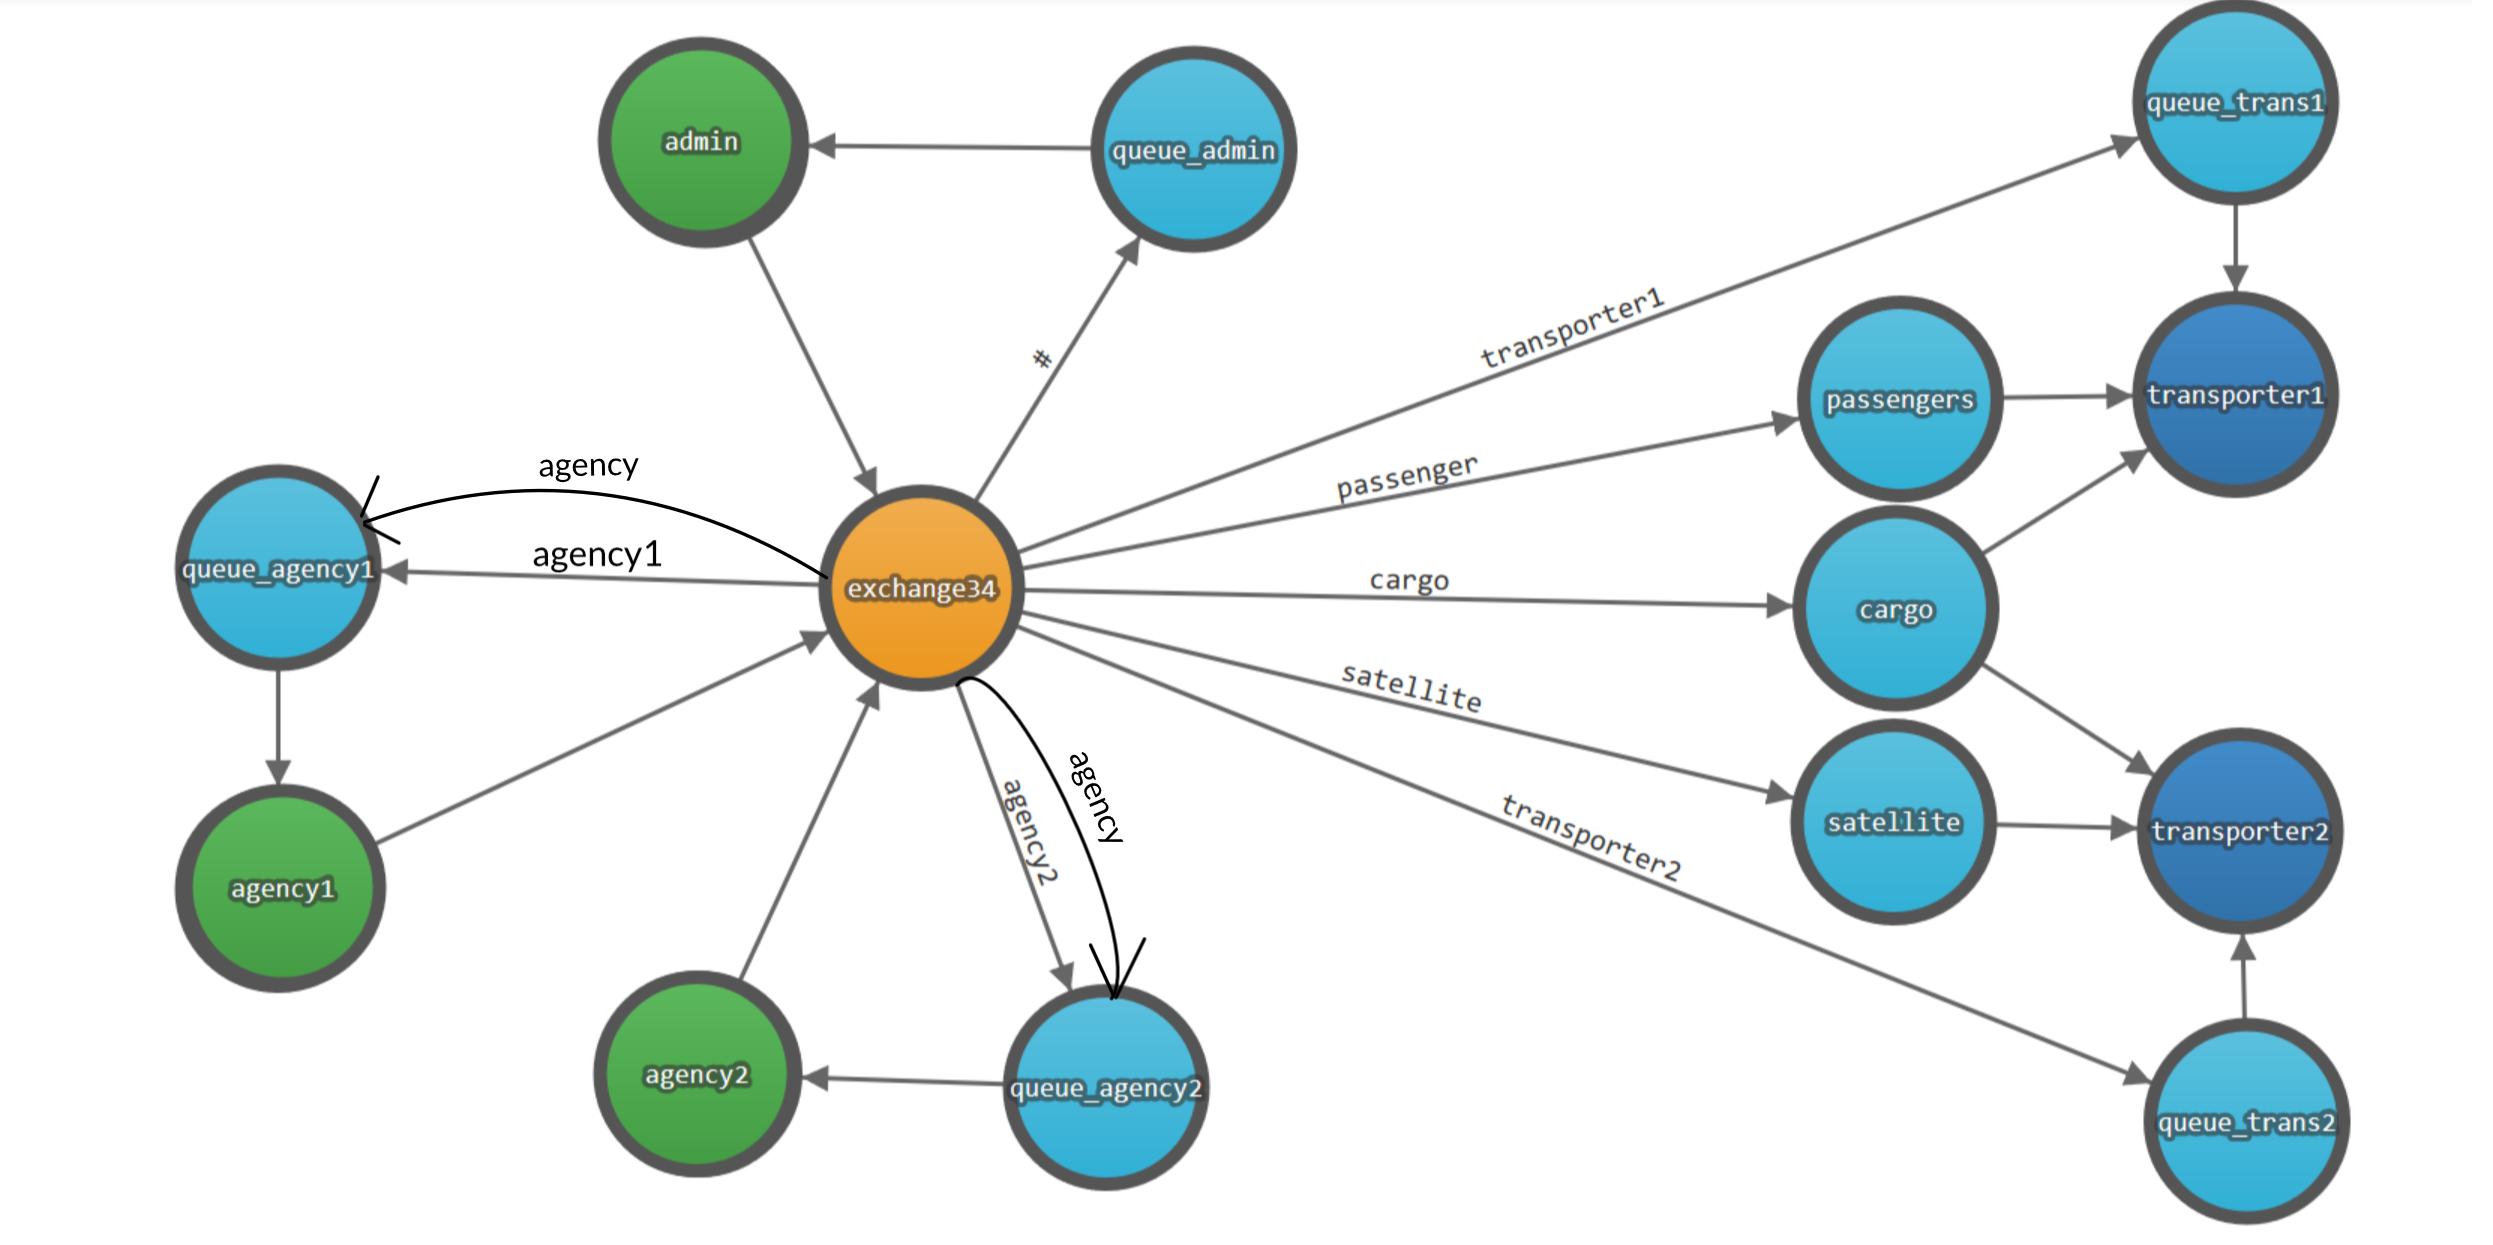 admin
queue_admin
queue_trans1
#
transporter1
passengers
transporter1
passenger
agency
agency1
queue_agency1
exchange34
cargo
cargo
satellite
satellite
transporter2
transporter2
agency
agency2
agency1
agency2
queue_agency2
queue_trans2